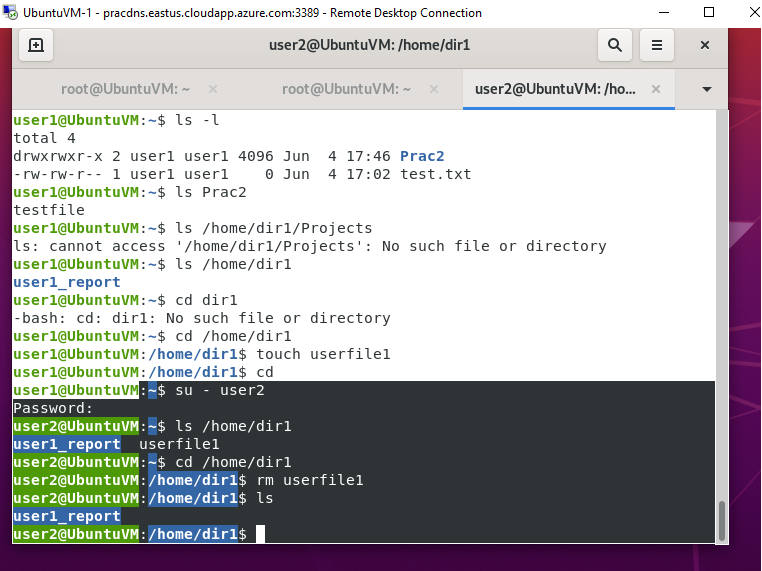 UbuntuVM-1 - pracdns.eastus.cloudapp.azure.com:3389 - Remote Desktop Connection
user2@UbuntuVM: /home/dir1
root@UbuntuVM: ~
root@UbuntuVM: ~
user2@UbuntuVM: /ho...
user1@UbuntuVM:~$ ls -l
total 4
drwxrwxr-x 2 user1 user1 4096 Jun  4 17:46 Prac2
-rw-rw-r-- 1 user1 user1    0 Jun  4 17:02 test.txt
user1@UbuntuVM:~$ ls Prac2
testfile
user1@UbuntuVM:~$ ls /home/dir1/Projects
ls: cannot access '/home/dir1/Projects': No such file or directory
user1@UbuntuVM:~$ ls /home/dir1
user1_report
user1@UbuntuVM:~$ cd dir1
-bash: cd: dir1: No such file or directory
user1@UbuntuVM:~$ cd /home/dir1
user1@UbuntuVM:/home/dir1$ touch userfile1
user1@UbuntuVM:/home/dir1$ cd
user1@UbuntuVM:~$ su - user2
Password:
user2@UbuntuVM:~$ ls /home/dir1
user1_report  userfile1
user2@UbuntuVM:~$ cd /home/dir1
user2@UbuntuVM:/home/dir1$ rm userfile1
user2@UbuntuVM:/home/dir1$ ls
user1_report
user2@UbuntuVM:/home/dir1$